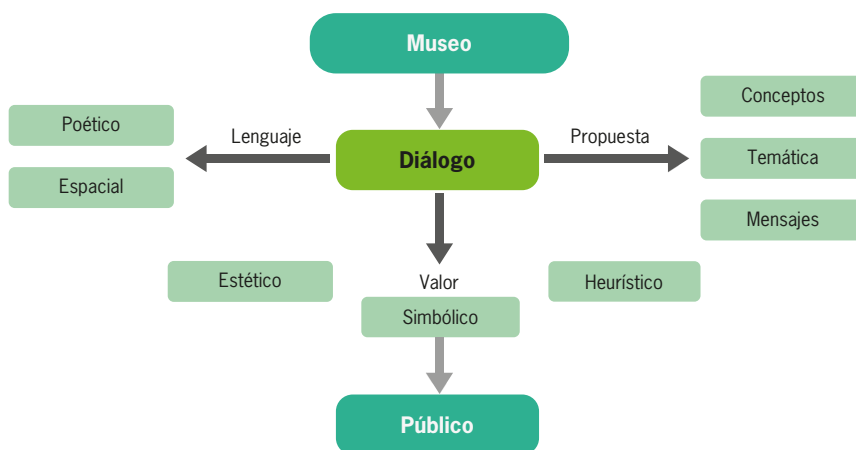 Museo
Conceptos
Poético
Lenguaje
Diálogo
Propuesta
Temática
Espacial
Mensajes
Estético
Valor
Heurístico
Simbólico
Público